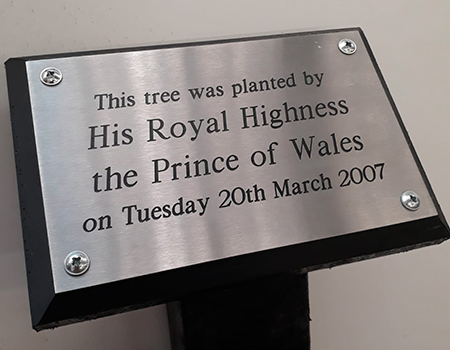 This tree was planted by
His Royal Highness
the Prince of Wales
on Tuesday 20th March 2007